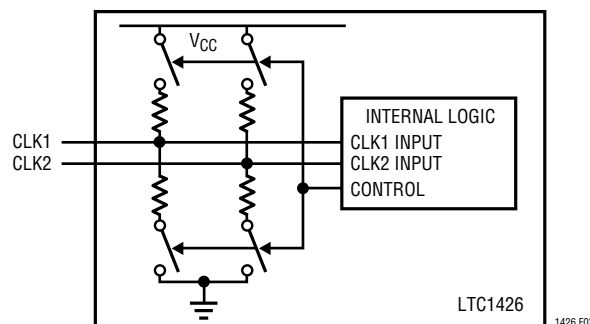 VCC
INTERNAL LOGIC
CLK1
CLK1 INPUT
CLK2
CLK2 INPUT
CONTROL
LTC1426